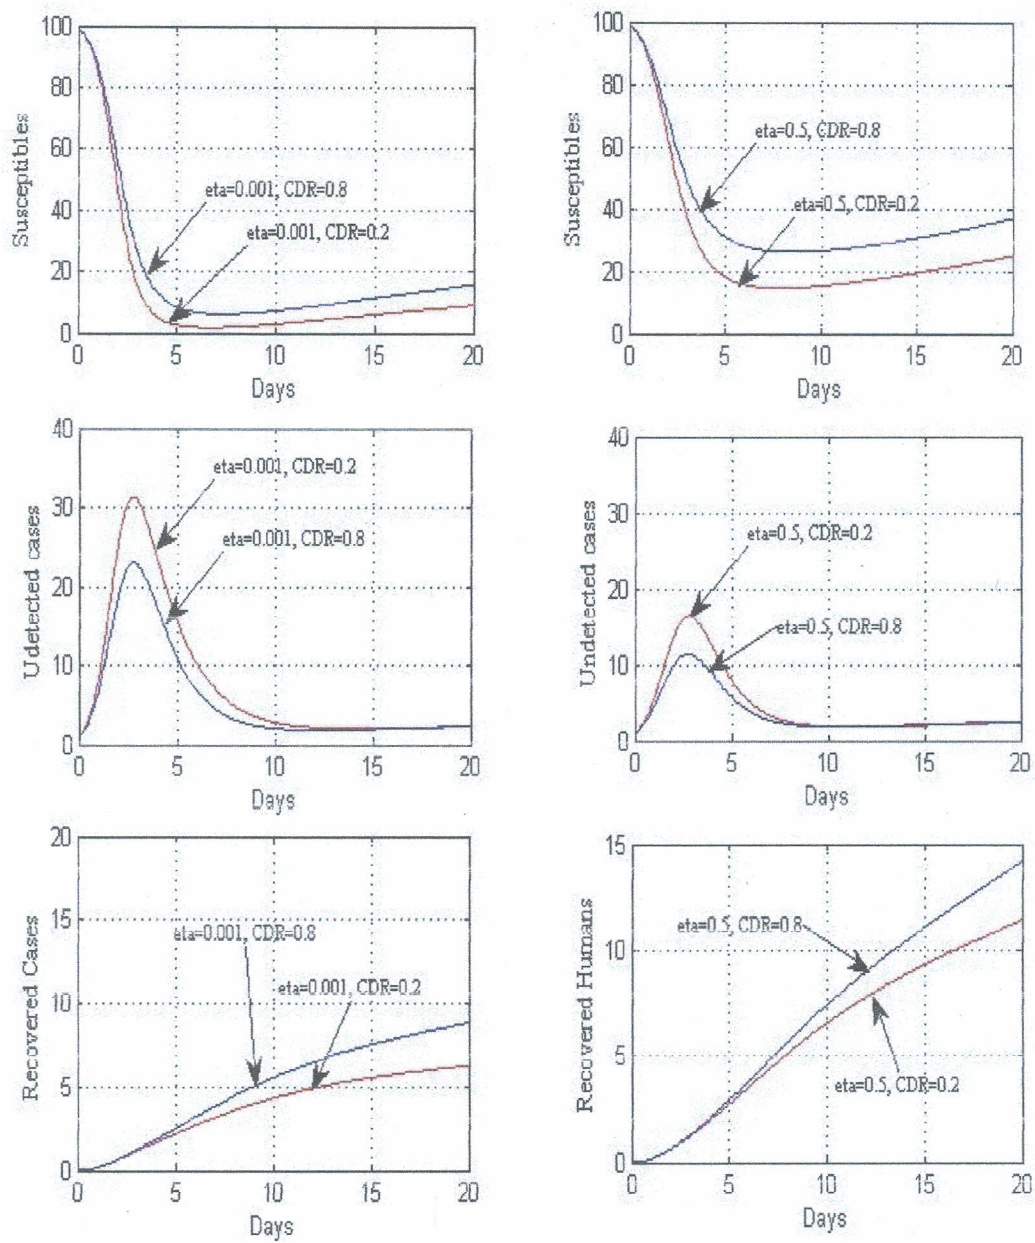 100
80
60
40
20
0
Susceptibles
eta=0.001, CDR=0.8
eta=0.001, CDR=0.2
0 5 10 15 20
Days
100
80
60
40
20
0
Susceptibles
eta=0.5, CDR=0.8
eta=0.5, CDR=0.2
0 5 10 15 20
Days
40
30
20
10
0
Udetected cases
eta=0.001, CDR=0.2
eta=0.001, CDR=0.8
0 5 10 15 20
Days
40
30
20
10
0
Undetected cases
eta=0.5, CDR=0.2
eta=0.5, CDR=0.8
0 5 10 15 20
Days
20
15
10
5
0
Recovered Cases
eta=0.001, CDR=0.8
eta=0.001, CDR=0.2
0 5 10 15 20
Days
15
10
5
0
Recovered Humans
eta=0.5, CDR=0.8
eta=0.5, CDR=0.2
0 5 10 15 20
Days